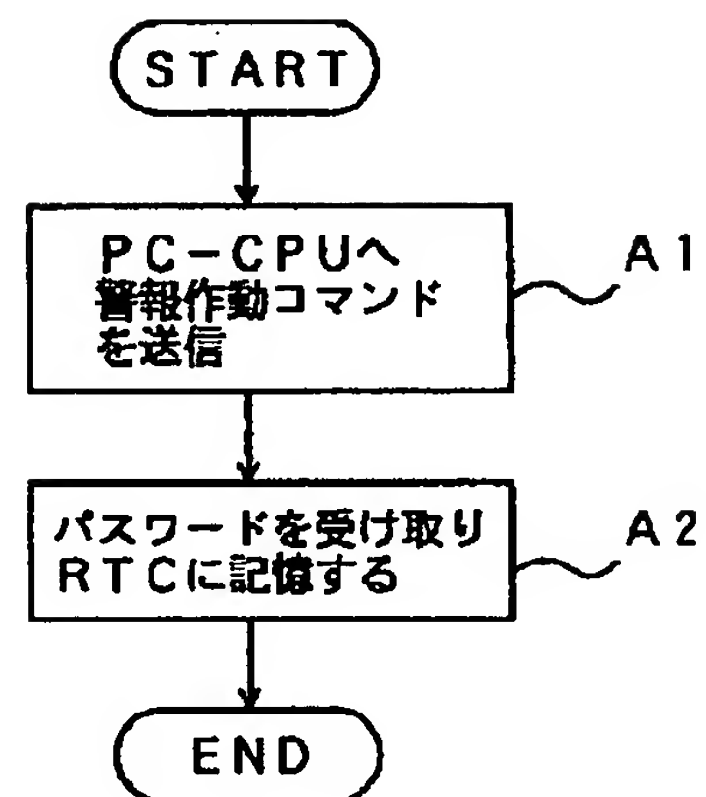 START
PC-CPUへ
警報作動コマンド
を送信
A1
パスワードを受け取り
RTCに記憶する
A2
END